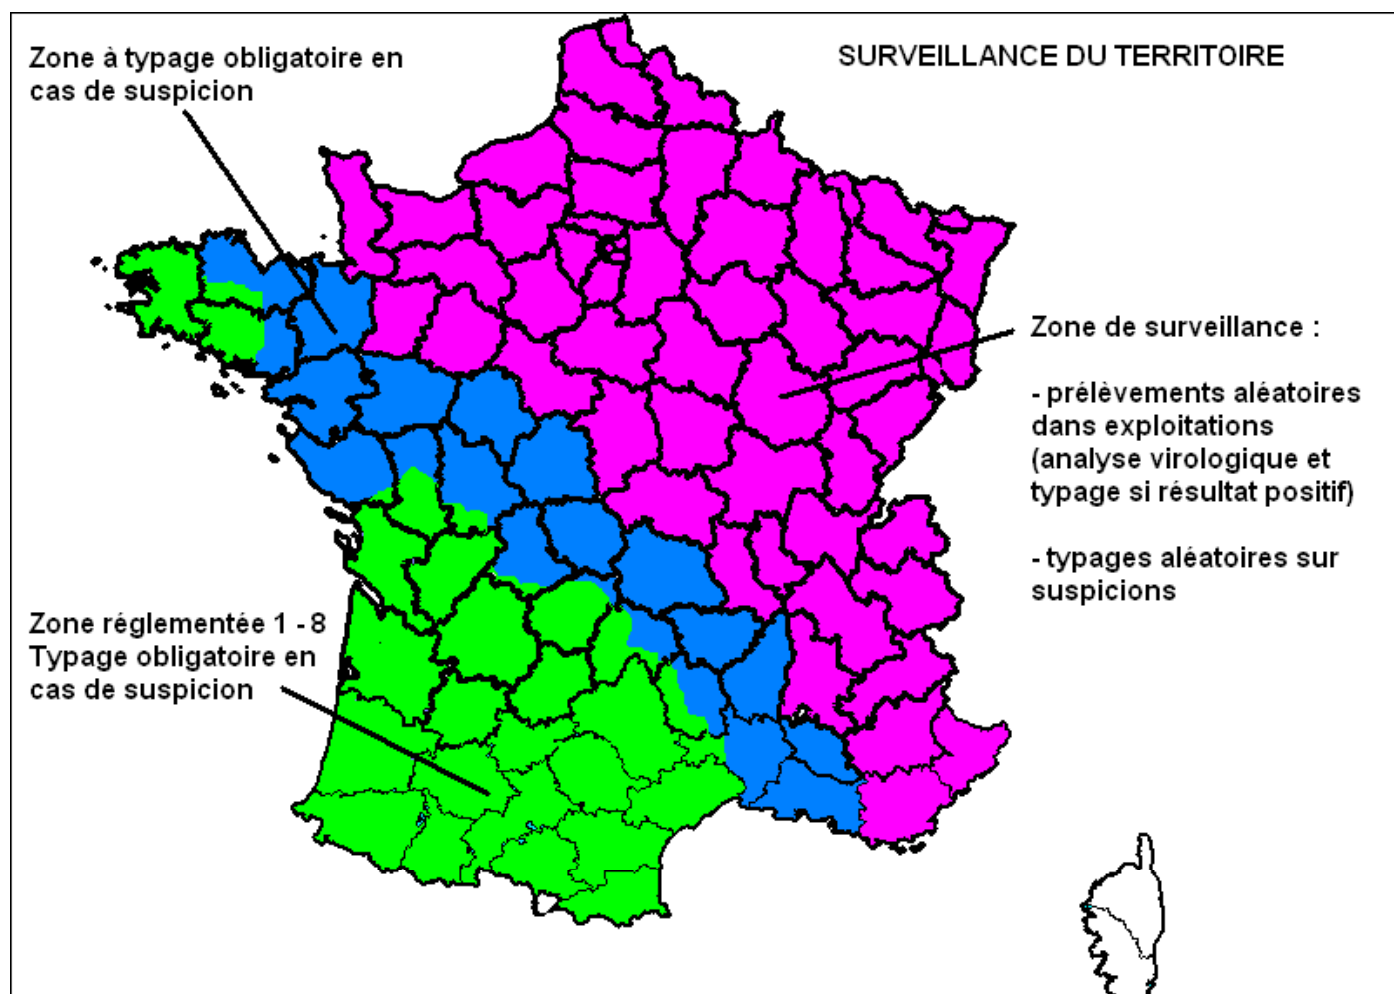 SURVEILLANCE DU TERRITOIRE
Zone à typage obligatoire en
cas de suspicion
Zone de surveillance :
- prélèvements aléatoires
dans exploitations
(analyse virologique et
typage si résultat positif)
- typages aléatoires sur
suspicions
Zone réglementée 1 - 8
Typage obligatoire en
cas de suspicion